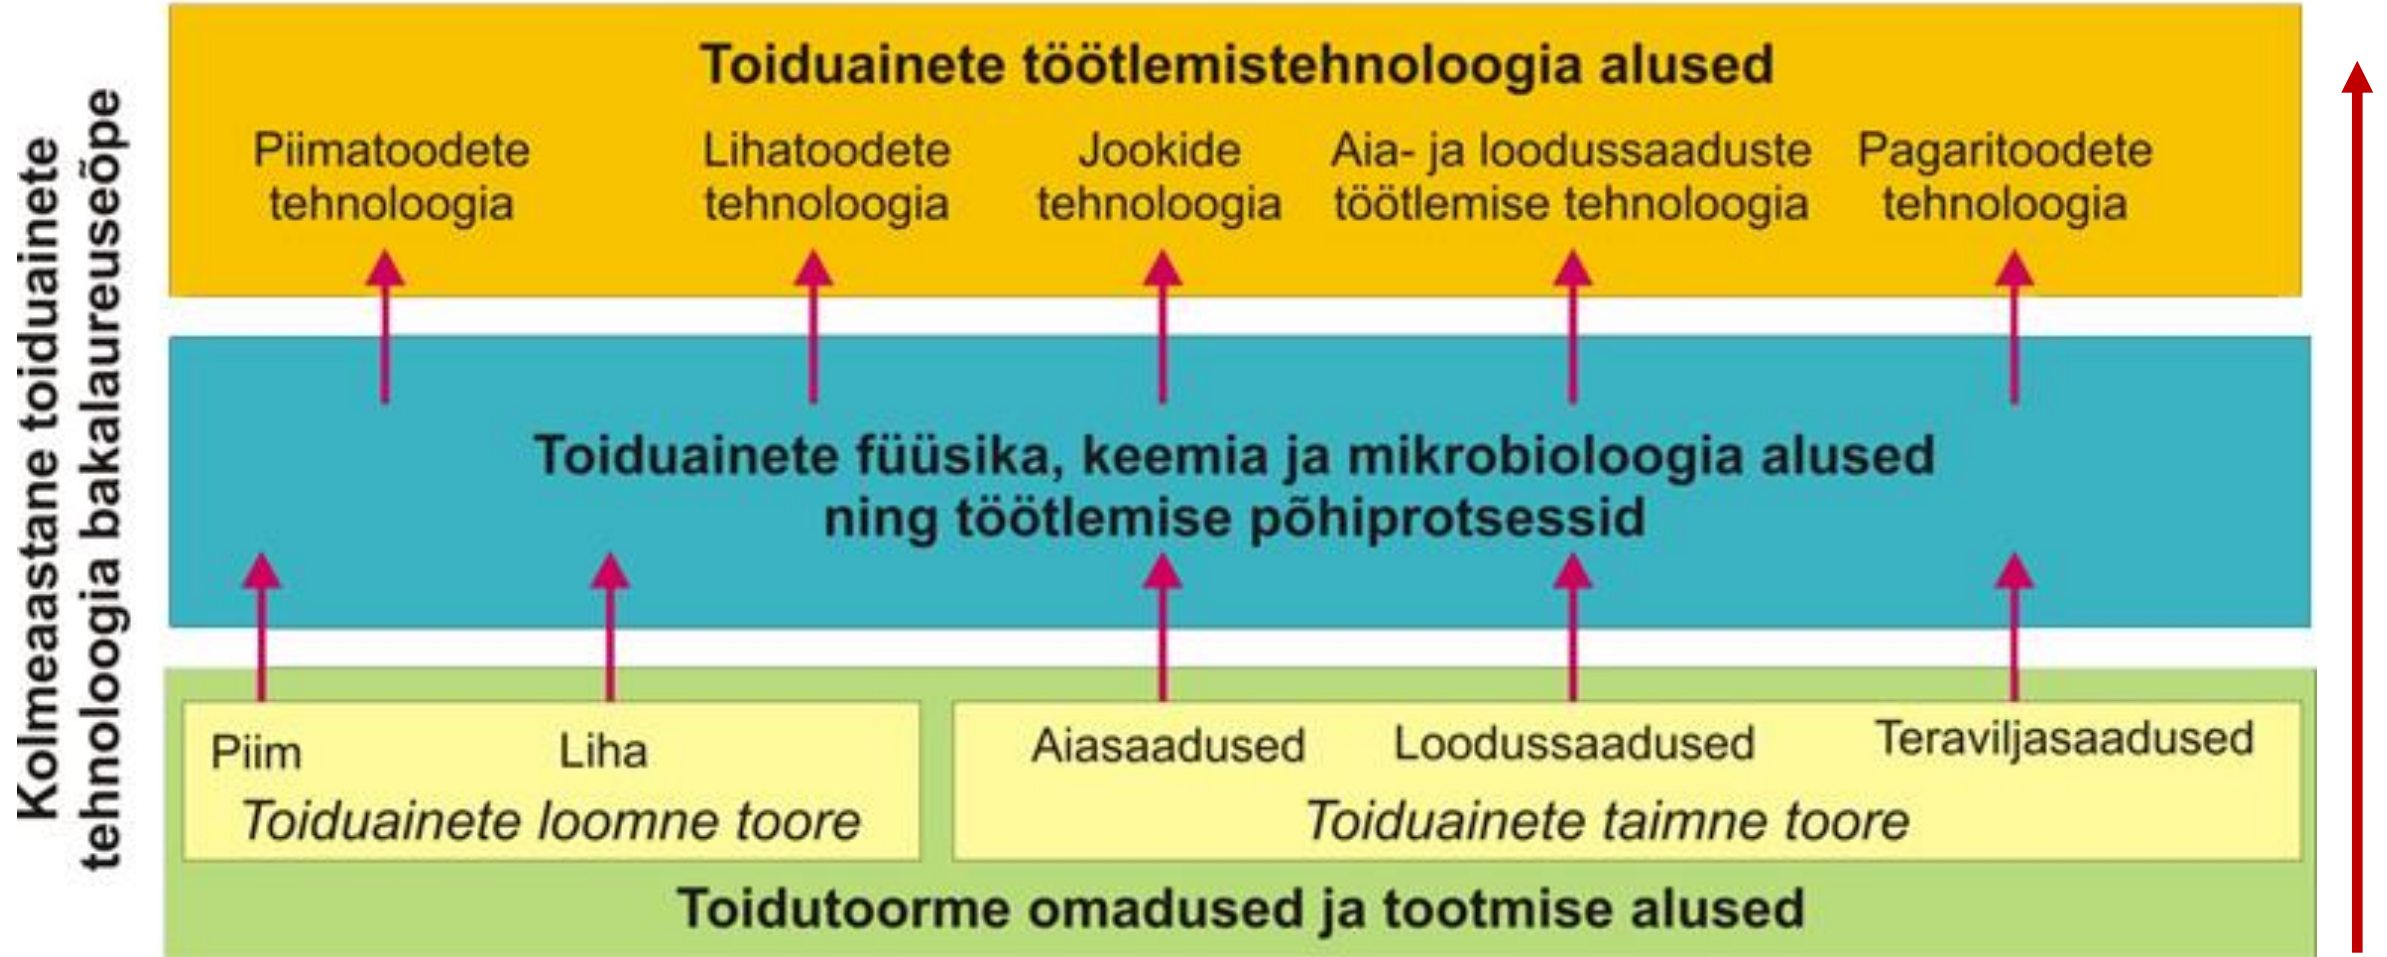 Kolmeaastane toiduainete
tehnoloogia bakalaureuseõpe
Toiduainete töötlemistehnoloogia alused
Piimatoodete
tehnoloogia
Lihatoodete
tehnoloogia
Jookide
tehnoloogia
Aia- ja loodussaaduste
töötlemise tehnoloogia
Pagaritoodete
tehnoloogia
Toiduainete füüsika, keemia ja mikrobioloogia alused
ning töötlemise põhiprotsessid
Piim
Liha
Toiduainete loomne toore
Aiasaadused
Loodussaadused
Teraviljasaadused
Toiduainete taimne toore
Toidutoorme omadused ja tootmise alused